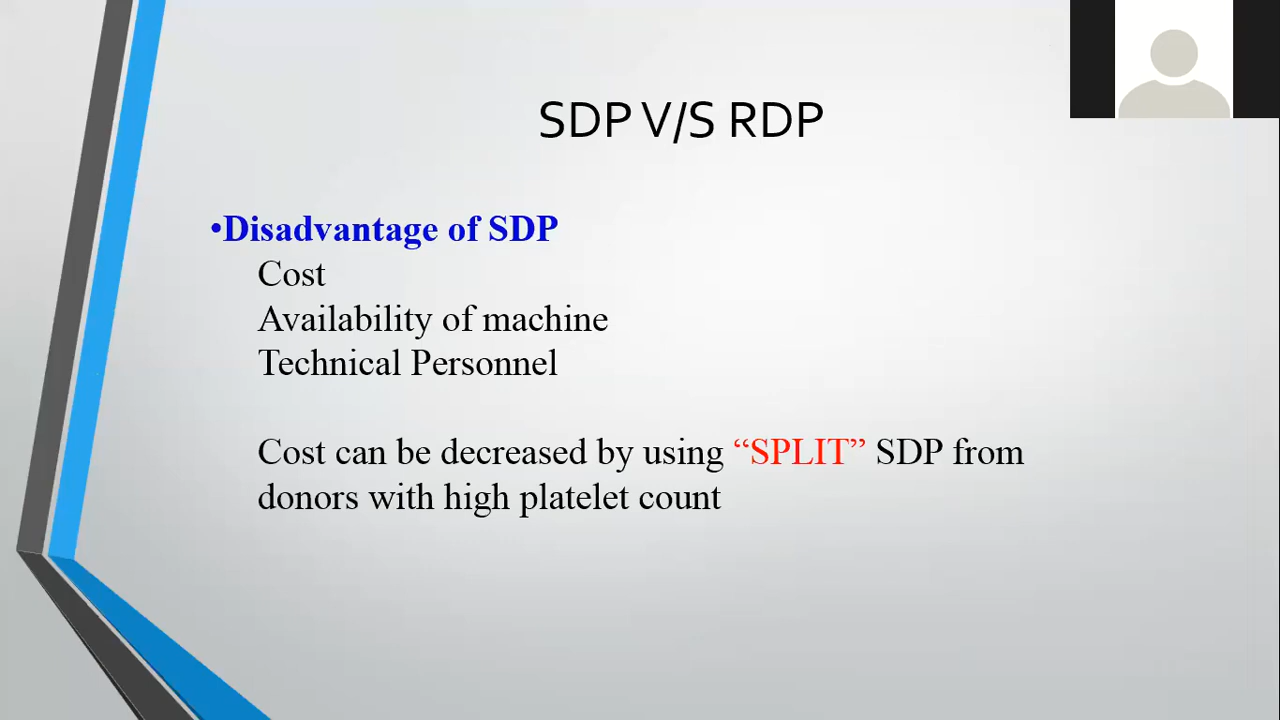 SDP V/S RDP
•Disadvantage of SDP
Cost
Availability of machine
Technical Personnel
Cost can be decreased by using “SPLIT” SDP from
donors with high platelet count